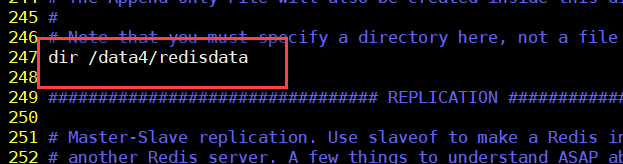 244 # The Append Only File will also be created inside this di
245 #
246 # Note that you must specify a directory here, not a file
247 dir /data4/redisdata
248
249 ################################ REPLICATION ############
250
251 # Master-Slave replication. Use slaveof to make a Redis in
252 # another Redis server. A few things to understand ASAP ab